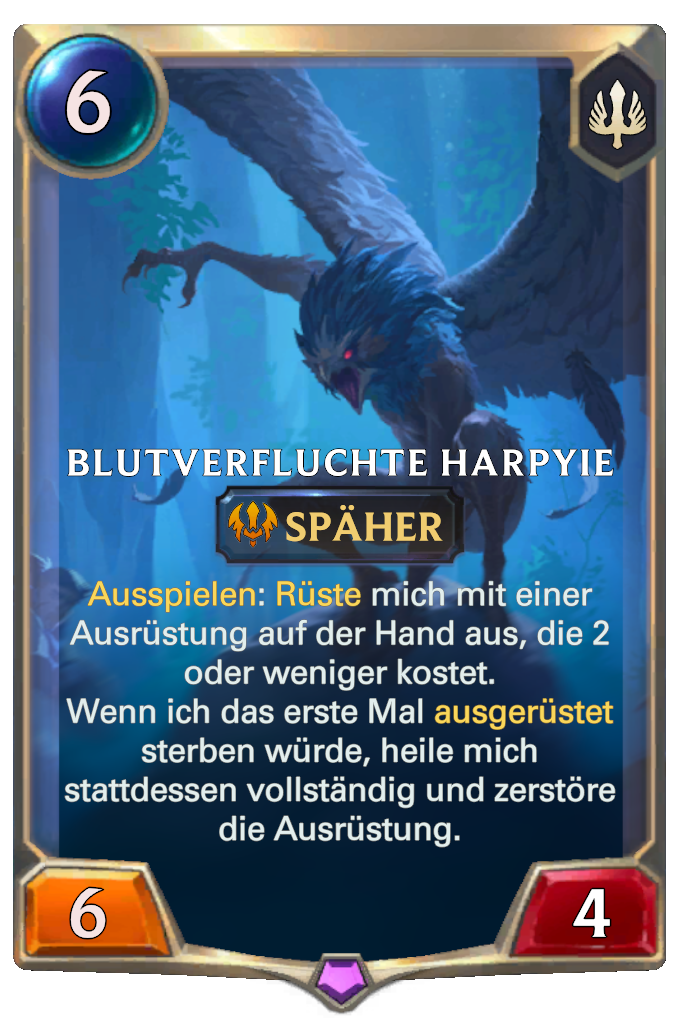 6
BLUTVERFLUCHTE HARPYIE
SPÄHER
Ausspielen: Rüste mich mit einer
Ausrüstung auf der Hand aus, die 2
oder weniger kostet.
Wenn ich das erste Mal ausgerüstet
sterben würde, heile mich
stattdessen vollständig und zerstöre
die Ausrüstung.
6
4